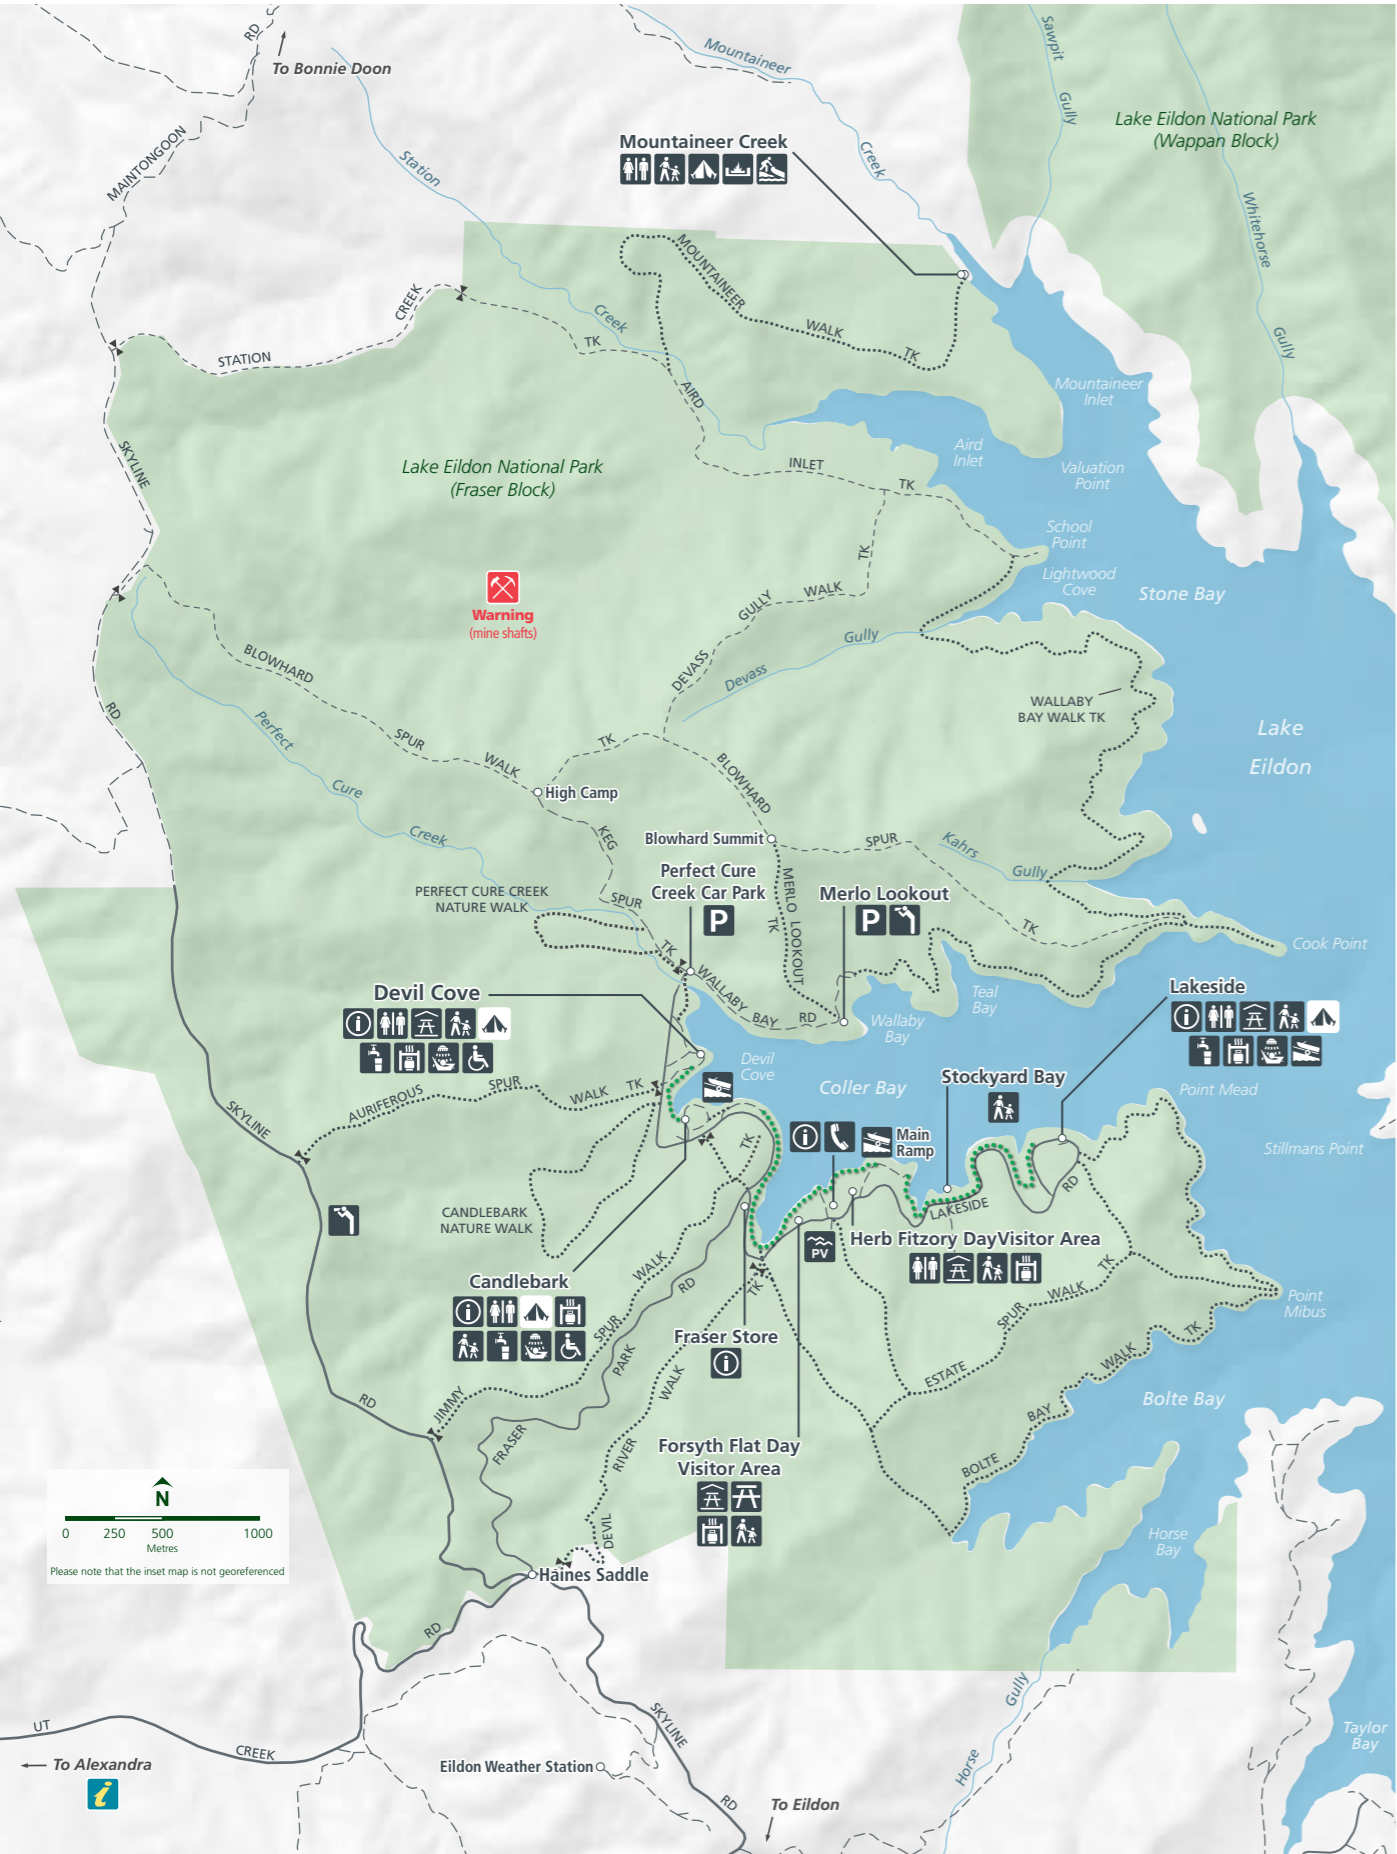 RD
To Bonnie Doon
Mountaineer
Creek
Sawpit
Gully
Lake Eildon National Park
(Wappan Block)
Whitehorse
Gully
MAINTONGOON
Station
Creek
Mountaineer Creek
MOUNTAINEER
WALK
TK
CREEK
STATION
TK
AIRD
INLET
TK
Mountaineer
Inlet
Aird
Inlet
Valuation
Point
SKYLINE
RD
Lake Eildon National Park
(Fraser Block)
School
Point
Lightwood
Cove
Stone Bay
Warning
(mine shafts)
TK
WALK
GULLY
DEVASS
Devass
Gully
BLOWHARD
SPUR
WALK
TK
BLOWHARD
SPUR
TK
WALLABY
BAY WALK TK
Lake
Eildon
Perfect
Cure
Creek
High Camp
KEG
SPUR
TK
Blowhard Summit
Kahrs
Gully
Perfect Cure
Creek Car Park
P
MERLO LOOKOUT
TK
Merlo Lookout
P
PERFECT CURE CREEK
NATURE WALK
Cook Point
WALLABY
BAY
RD
Devil Cove
i
Teal
Bay
Wallaby
Bay
Lakeside
i
Devil
Cove
Coller Bay
Stockyard Bay
Point Mead
Stillmans Point
AURIFEROUS
SPUR
WALK
TK
SKYLINE
RD
i
Main
Ramp
TK
LAKESIDE
RD
CANDLEBARK
NATURE WALK
PV
Herb Fitzory DayVisitor Area
Candlebark
i
JIMMY
SPUR
WALK
FRASER
PARK
RD
Fraser Store
i
DEVIL
RIVER
WALK
TK
ESTATE
SPUR
WALK
TK
Point
Mibus
BOLTE
BAY
WALK
TK
Bolte Bay
Forsyth Flat Day
Visitor Area
Horse
Bay
N
0 250 500 1000
Metres
Please note that the inset map is not georeferenced
Haines Saddle
RD
UT
CREEK
To Alexandra
i
SKYLINE
RD
Eildon Weather Station
To Eildon
Horse
Gully
Taylor
Bay